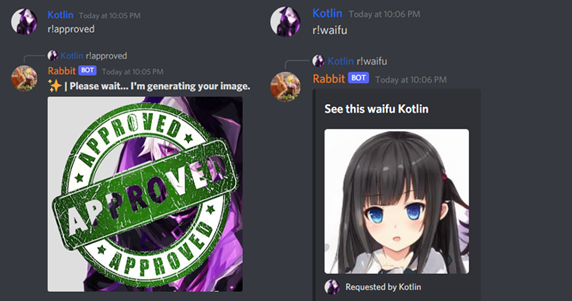 Kotlin Today at 10:05 PM
r!approved
Kotlin r!approved
Rabbit BOT Today at 10:05 PM
✨ | Please wait... I'm generating your image.
APPROVED
APPROVED
APPROVED
Kotlin Today at 10:06 PM
r!waifu
Kotlin r!waifu
Rabbit BOT Today at 10:06 PM
See this waifu Kotlin
Requested by Kotlin